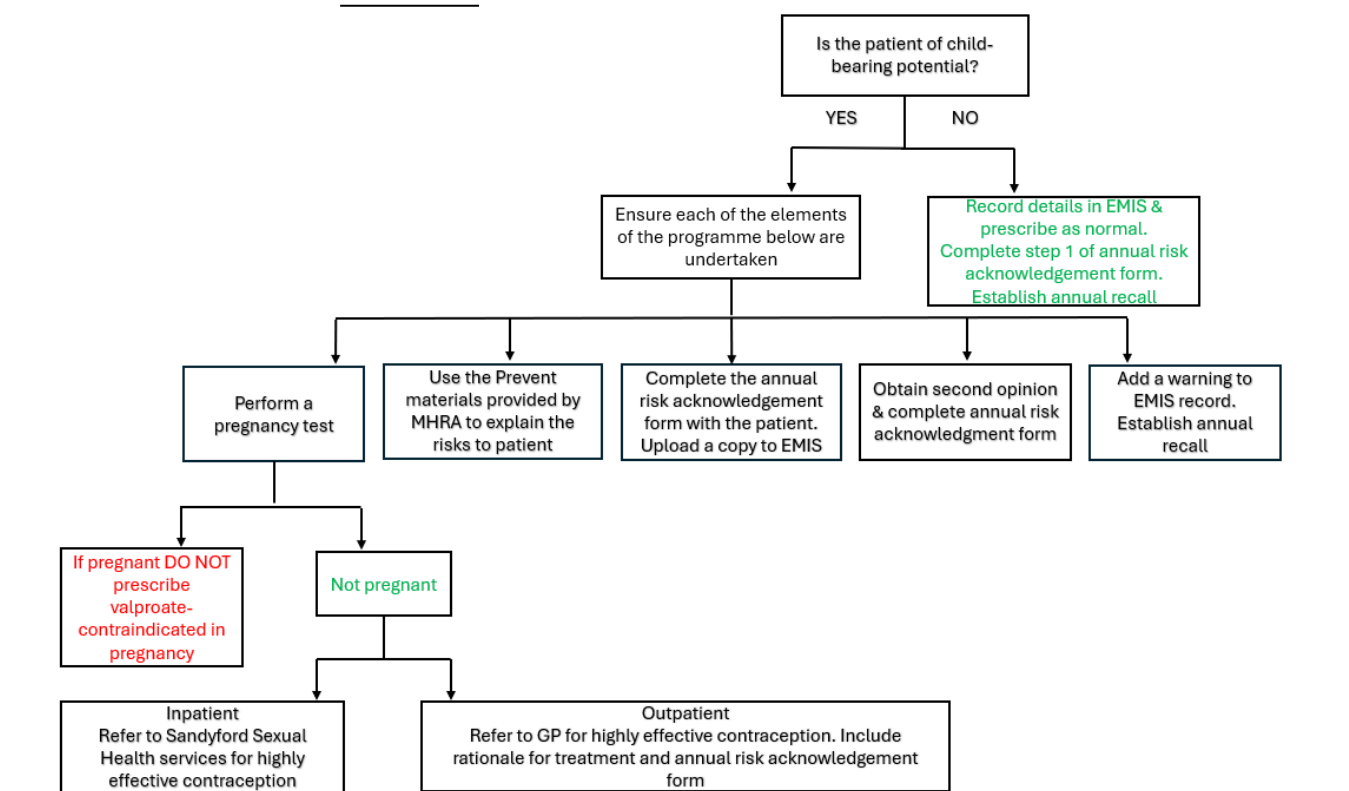 Is the patient of child-
bearing potential?
YES
NO
Ensure each of the elements
of the programme below are
undertaken
Record details in EMIS &
prescribe as normal.
Complete step 1 of annual risk
acknowledgement form.
Establish annual recall
Perform a
pregnancy test
Use the Prevent
materials provided by
MHRA to explain the
risks to patient
Complete the annual
risk acknowledgement
form with the patient.
Upload a copy to EMIS
Obtain second opinion
& complete annual risk
acknowledgment form
Add a warning to
EMIS record.
Establish annual
recall
If pregnant DO NOT
prescribe
valproate-
contraindicated in
pregnancy
Not pregnant
Inpatient
Refer to Sandyford Sexual
Health services for highly
effective contraception
Outpatient
Refer to GP for highly effective contraception. Include
rationale for treatment and annual risk acknowledgement
form